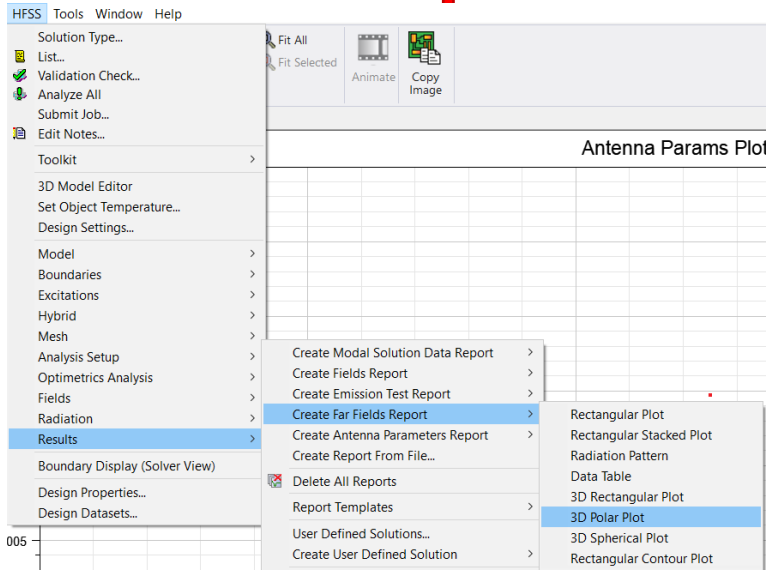 HFSS Tools Window Help
Solution Type...
List...
Validation Check...
Analyze All
Submit Job...
Edit Notes...
Toolkit
3D Model Editor
Set Object Temperature...
Design Settings...
Model
Boundaries
Excitations
Hybrid
Mesh
Analysis Setup
Optimetrics Analysis
Fields
Radiation
Results
Boundary Display (Solver View)
Design Properties...
Design Datasets...
Fit All
Fit Selected
Animate
Copy
Image
Antenna Params Plot
Create Modal Solution Data Report
Create Fields Report
Create Emission Test Report
Create Far Fields Report
Create Antenna Parameters Report
Create Report From File...
Delete All Reports
Report Templates
User Defined Solutions...
Create User Defined Solution
Rectangular Plot
Rectangular Stacked Plot
Radiation Pattern
Data Table
3D Rectangular Plot
3D Polar Plot
3D Spherical Plot
Rectangular Contour Plot
005